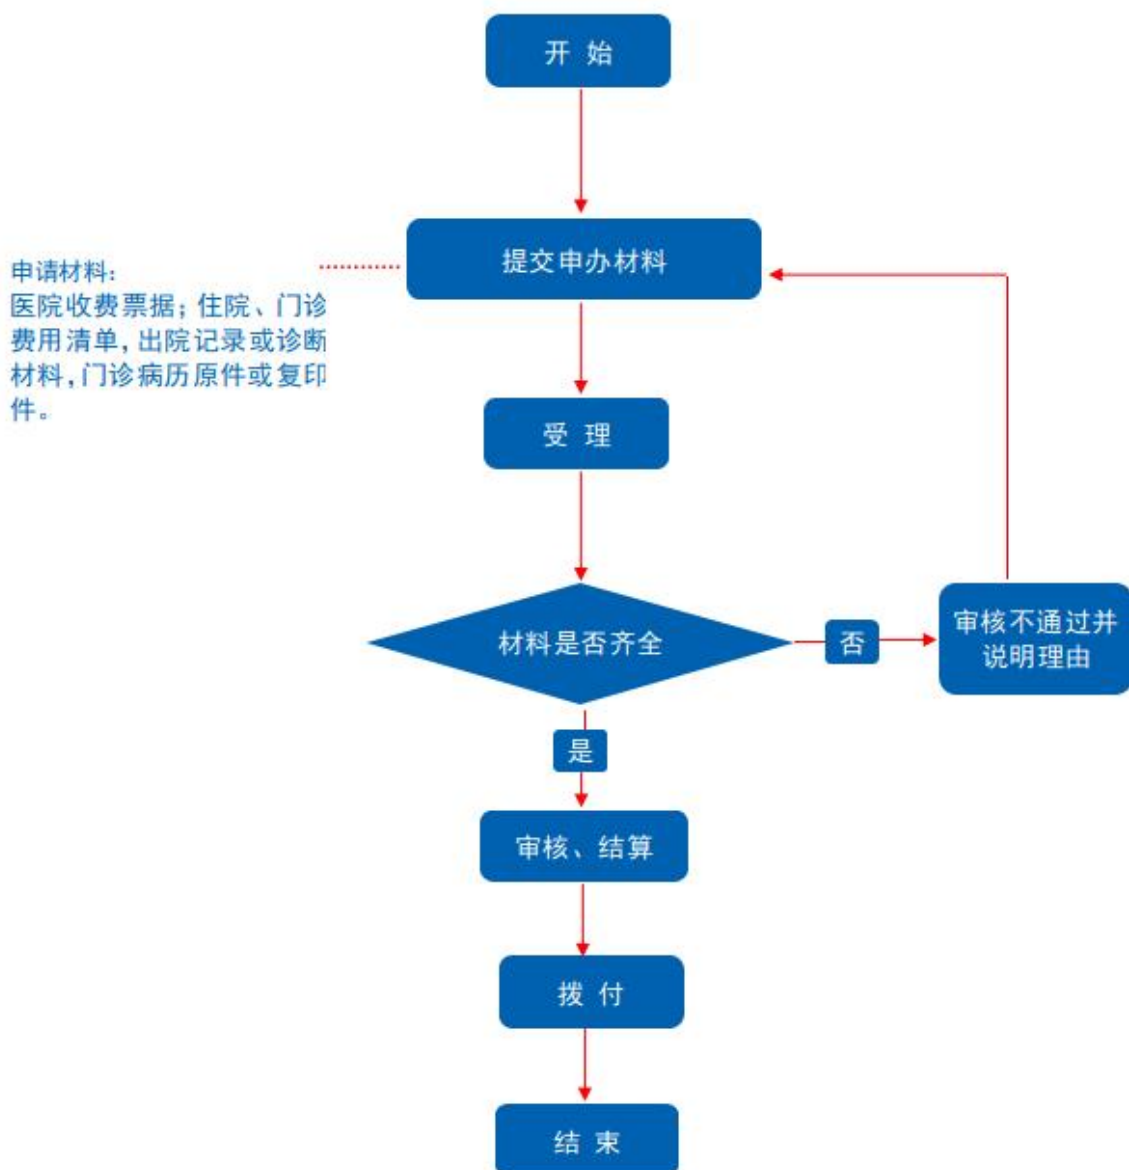 开 始
提交申办材料
申请材料：
医院收费票据；住院、门诊
费用清单，出院记录或诊断
材料，门诊病历原件或复印
件。
受 理
材料是否齐全
否
审核不通过并
说明理由
是
审核、结算
拨 付
结 束